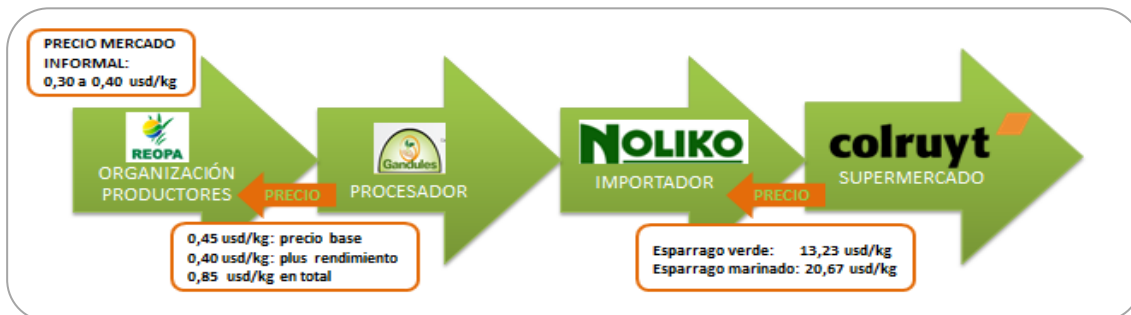 PRECIO MERCADO
INFORMAL:
0,30 a 0,40 usd/kg
REOPA
ORGANIZACIÓN
PRODUCTORES
PRECIO
Gandules
PROCESADOR
NOLIKO
IMPORTADOR
PRECIO
colruyt
SUPERMERCADO
0,45 usd/kg: precio base
0,40 usd/kg: plus rendimiento
0,85 usd/kg en total
Esparrago verde: 13,23 usd/kg
Esparrago marinado: 20,67 usd/kg